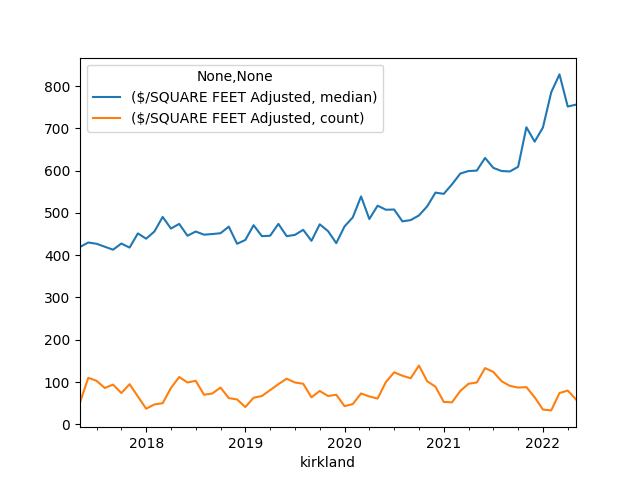 None,None
($/SQUARE FEET Adjusted, median)
($/SQUARE FEET Adjusted, count)
800
700
600
500
400
300
200
100
0
2018 2019 2020 2021 2022
kirkland